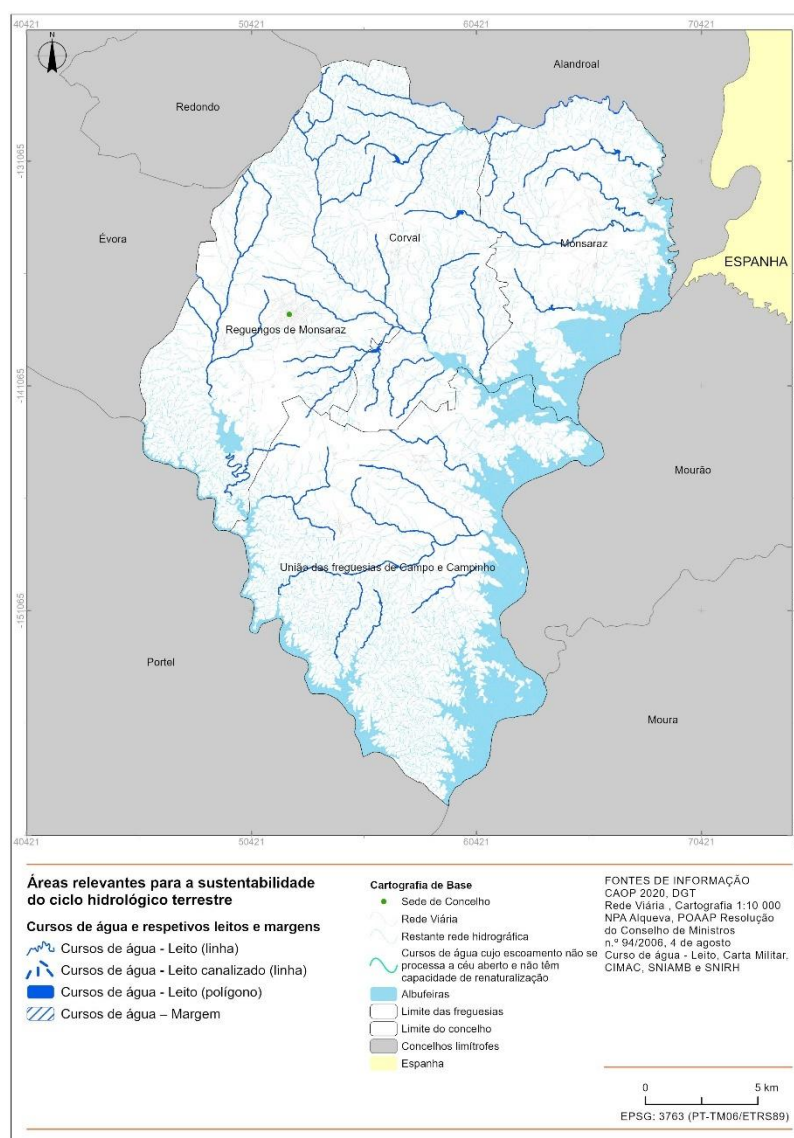 40421
50421
60421
70421
N
Alandroal
Redondo
-131065
Évora
Corval
Monsaraz
ESPANHA
Reguengos de Monsaraz
-141065
Mourão
União das freguesias de Campo e Campinho
-151065
Portel
Moura
40421
50421
60421
70421
Áreas relevantes para a sustentabilidade
do ciclo hidrológico terrestre
Cursos de água e respetivos leitos e margens
Cursos de água - Leito (linha)
Cursos de água - Leito canalizado (linha)
Cursos de água - Leito (polígono)
Cursos de água – Margem
Cartografia de Base
Sede de Concelho
Rede Viária
Restante rede hidrográfica
Cursos de água cujo escoamento não se
processa a céu aberto e não têm
capacidade de renaturalização
Albufeiras
Limite das freguesias
Limite do concelho
Concelhos limítrofes
Espanha
FONTES DE INFORMAÇÃO
CAOP 2020, DGT
Rede Viária , Cartografia 1:10 000
NPA Alqueva, POAAP Resolução
do Conselho de Ministros
n.º 94/2006, 4 de agosto
Curso de água - Leito, Carta Militar,
CIMAC, SNIAMB e SNIRH
0 5 km
EPSG: 3763 (PT-TM06/ETRS89)